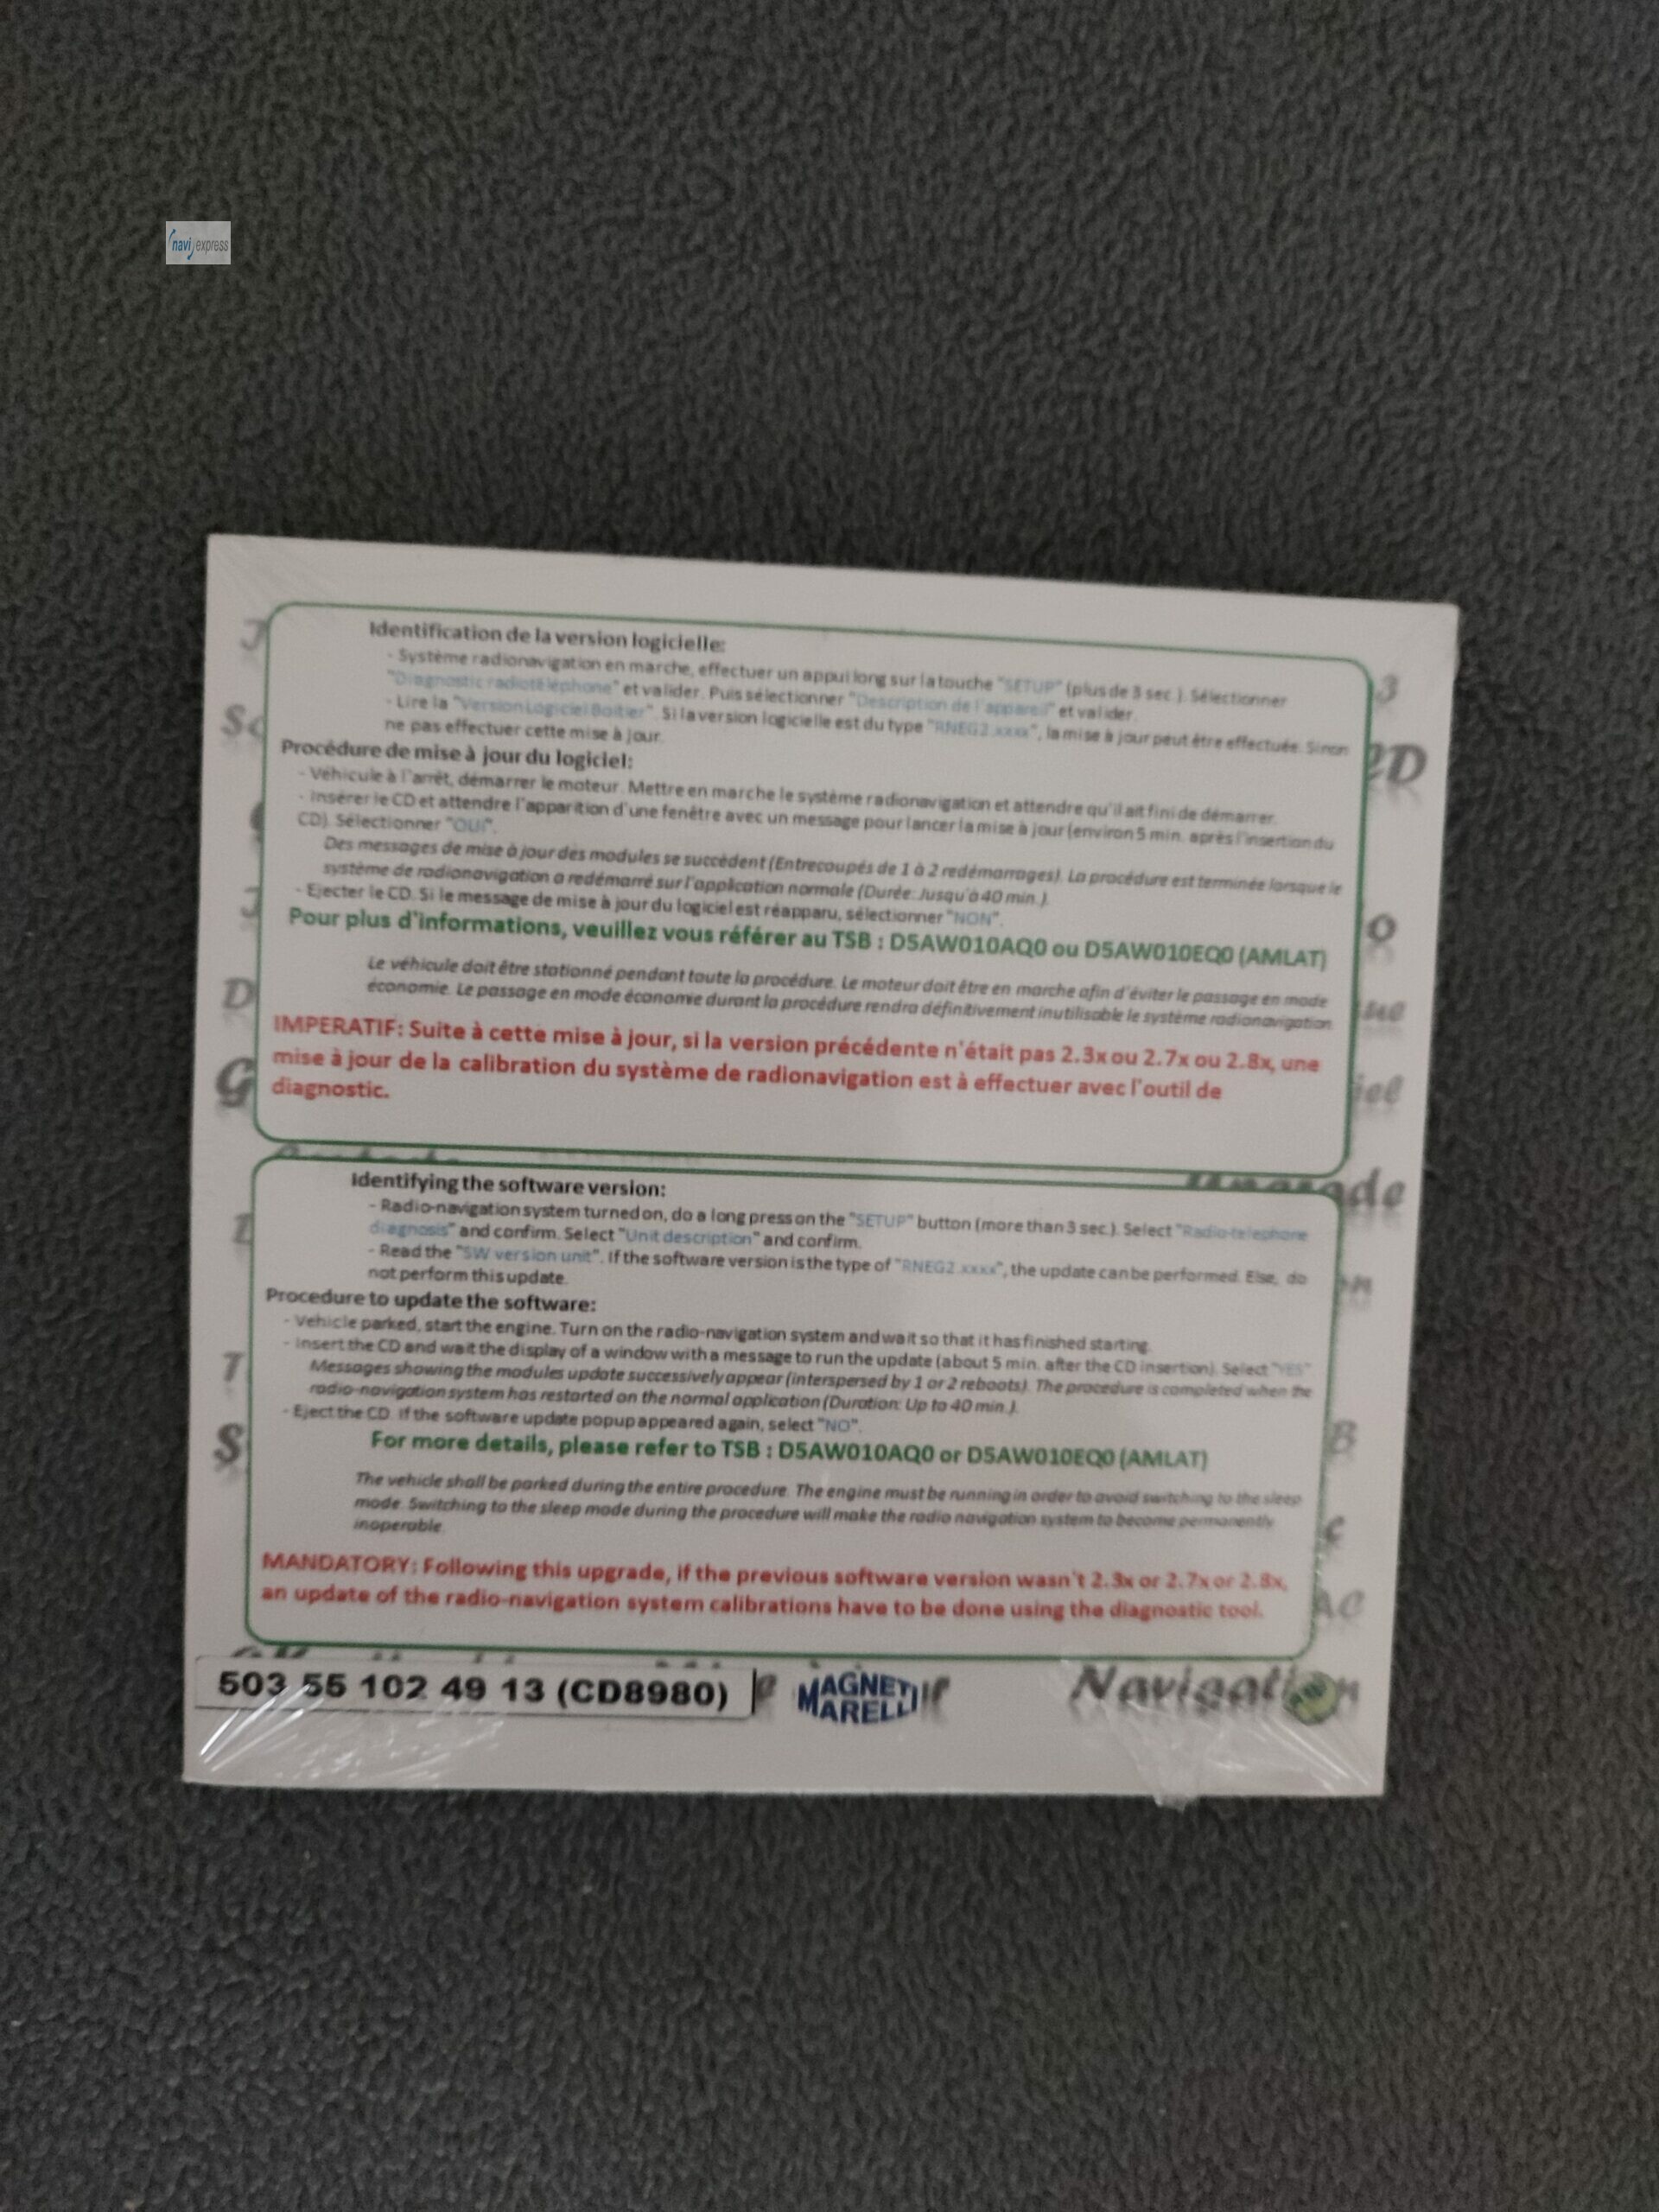 navi express
Identification de la version logicielle:
- Système radionavigation en marche, effectuer un appui long sur la touche "SETUP" (plus de 3 sec.). Sélectionner
"Diagnostic radiotéléphone" et valider. Puis sélectionner "Description de l'appareil" et valider.
- Lire la "Version Logiciel Boîtier". Si la version logicielle est du type "RNEG2.xxxx", la mise à jour peut être effectuée. Sinon
ne pas effectuer cette mise à jour.
Procédure de mise à jour du logiciel:
- Véhicule à l'arrêt, démarrer le moteur. Mettre en marche le système radionavigation et attendre qu'il ait fini de démarrer.
- Insérer le CD et attendre l'apparition d'une fenêtre avec un message pour lancer la mise à jour (environ 5 min. après l'insertion du
CD). Sélectionner "OUI".
Des messages de mise à jour des modules se succèdent (Entrecoupés de 1 à 2 redémarrages). La procédure est terminée lorsque le
système de radionavigation a redémarré sur l'application normale (Durée: Jusqu'à 40 min.).
- Ejecter le CD. Si le message de mise à jour du logiciel est réapparu, sélectionner "NON".
Pour plus d'informations, veuillez vous référer au TSB : D5AW010AQ0 ou D5AW010EQ0 (AMLAT)
Le véhicule doit être stationné pendant toute la procédure. Le moteur doit être en marche afin d'éviter le passage en mode
économie. Le passage en mode économie durant la procédure rendra définitivement inutilisable le système radionavigation
IMPERATIF: Suite à cette mise à jour, si la version précédente n'était pas 2.3x ou 2.7x ou 2.8x, une
mise à jour de la calibration du système de radionavigation est à effectuer avec l'outil de
diagnostic.
Identifying the software version:
- Radio-navigation system turned on, do a long press on the "SETUP" button (more than 3 sec.). Select "Radio-telephone
diagnosis" and confirm. Select "Unit description" and confirm.
- Read the "SW version unit". If the software version is the type of "RNEG2.xxxx", the update can be performed. Else, do
not perform this update.
Procedure to update the software:
- Vehicle parked, start the engine. Turn on the radio-navigation system and wait so that it has finished starting.
- Insert the CD and wait the display of a window with a message to run the update (about 5 min. after the CD insertion). Select "YES"
Messages showing the modules update successively appear (interspersed by 1 or 2 reboots). The procedure is completed when the
radio-navigation system has restarted on the normal application (Duration: Up to 40 min.).
- Eject the CD. If the software update popup appeared again, select "NO".
For more details, please refer to TSB : D5AW010AQ0 or D5AW010EQ0 (AMLAT)
The vehicle shall be parked during the entire procedure. The engine must be running in order to avoid switching to the sleep
mode. Switching to the sleep mode during the procedure will make the radio navigation system to become permanently
inoperable.
MANDATORY: Following this upgrade, if the previous software version wasn't 2.3x or 2.7x or 2.8x,
an update of the radio-navigation system calibrations have to be done using the diagnostic tool.
503 55 102 49 13 (CD8980)
MAGNETI
MARELLI
Navigation